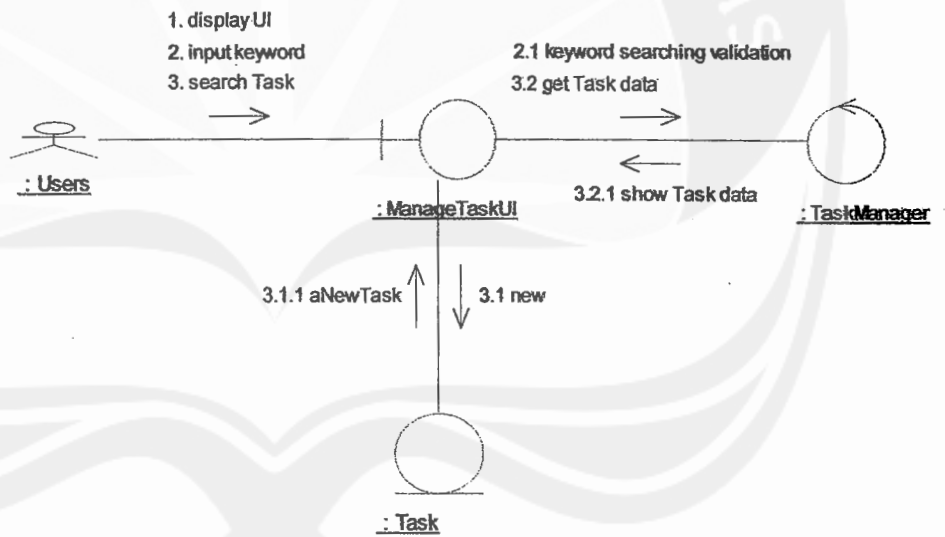 1. display UI
2. input keyword
3. search Task
2.1 keyword searching validation
3.2 get Task data
: Users
: ManageTaskUI
3.2.1 show Task data
: TaskManager
3.1.1 aNewTask
3.1 new
: Task